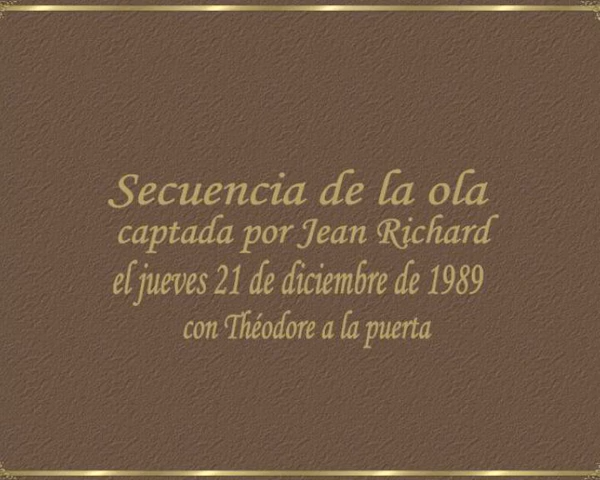 Secuencia de la ola
captada por Jean Richard
el jueves 21 de diciembre de 1989
con Théodore a la puerta